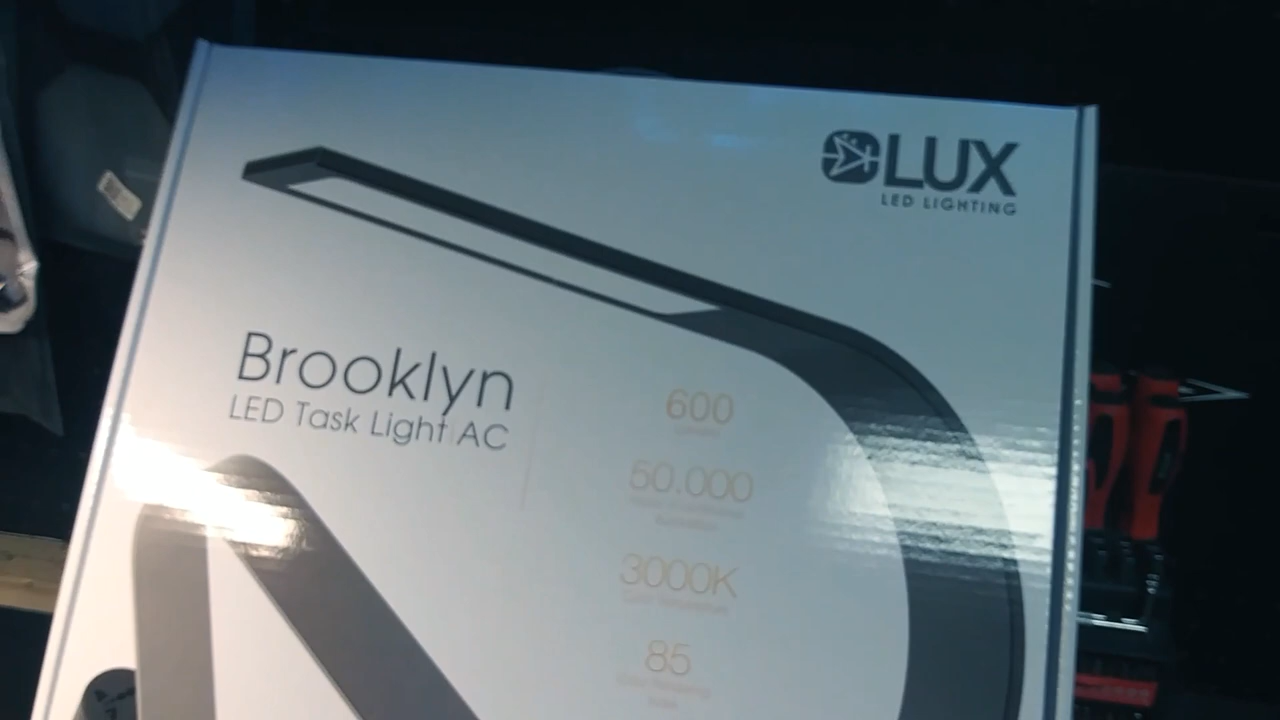 LUX
LED LIGHTING
Brooklyn
LED Task Light AC
600
50.000
3000K
85